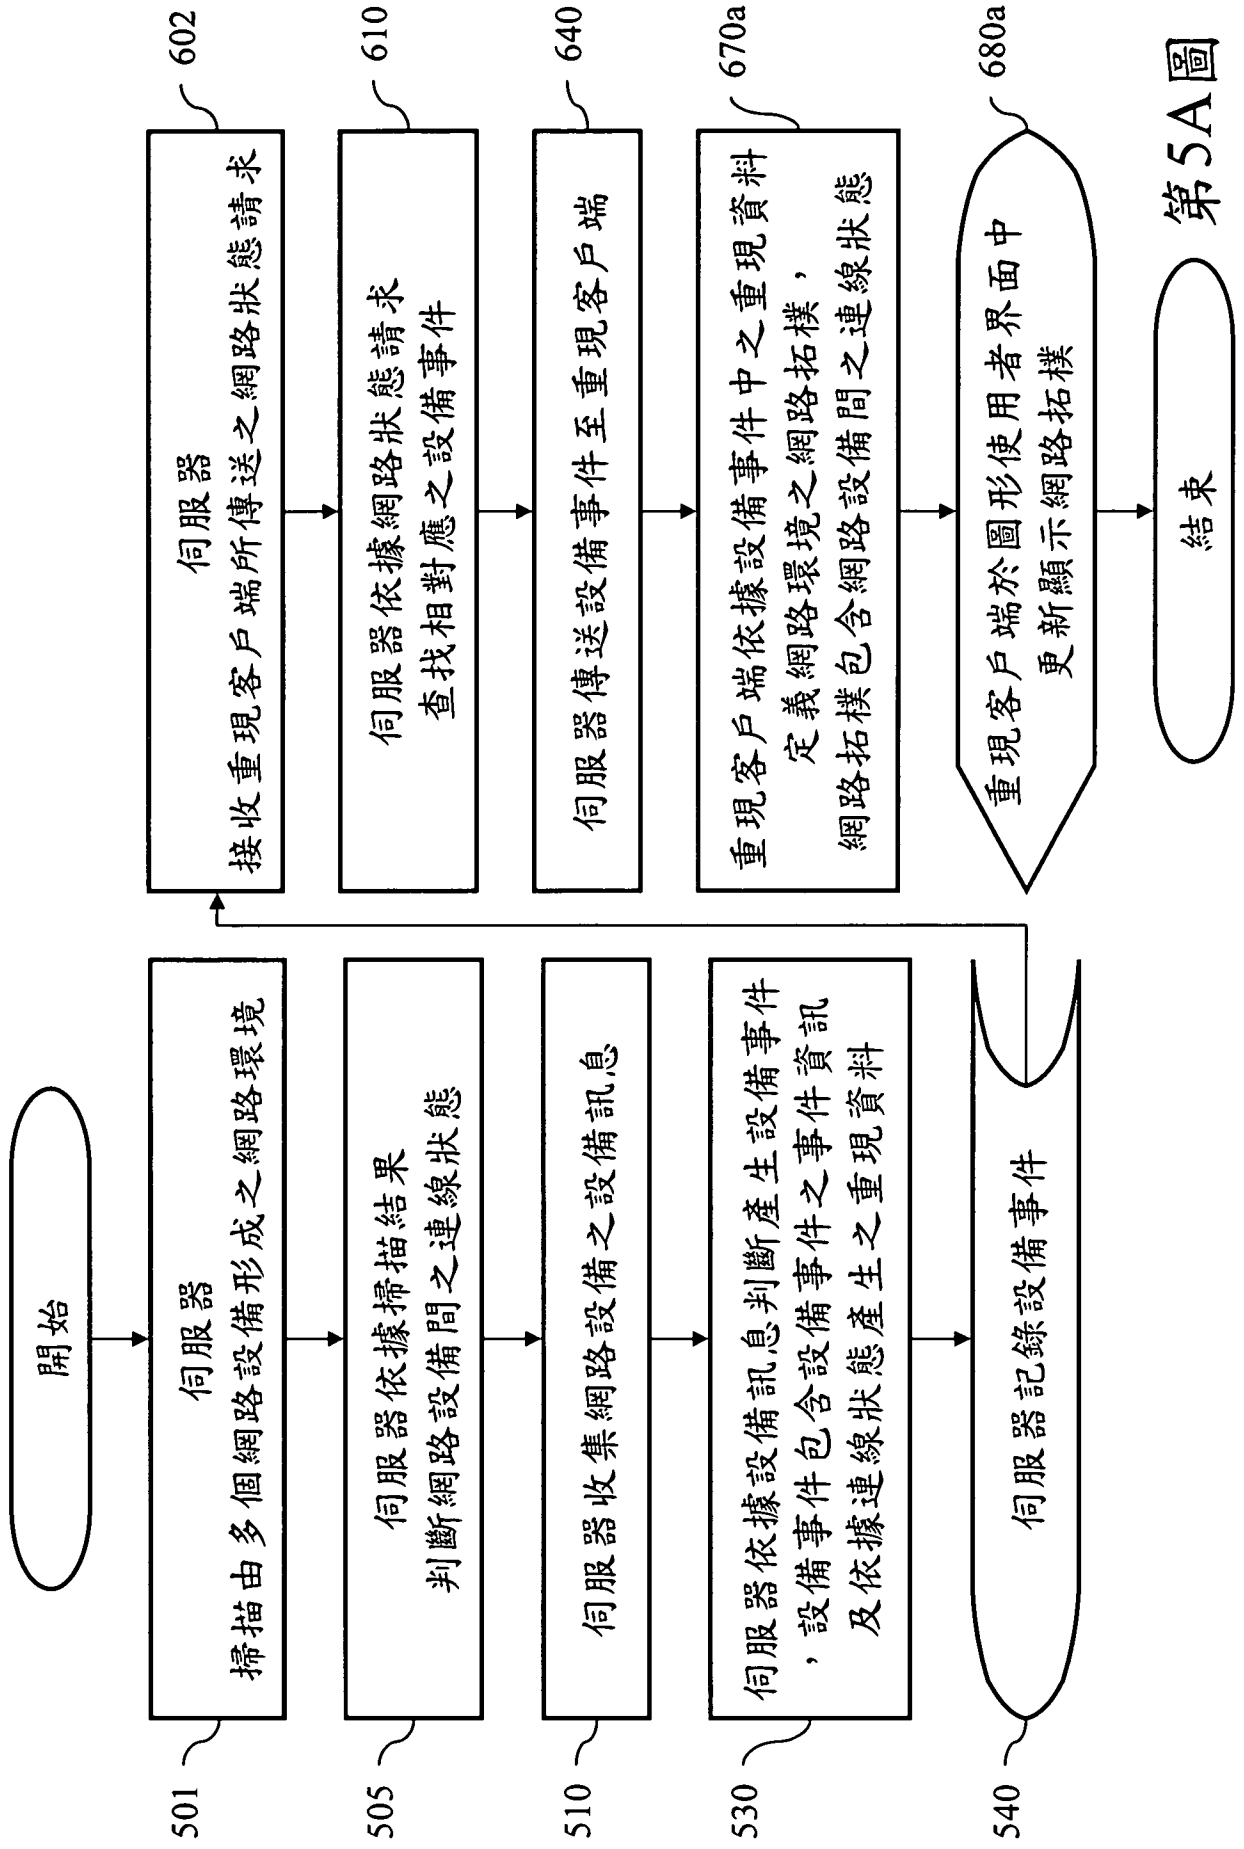 開始
501
伺服器
掃描由多個網路設備形成之網路環境
505
伺服器依據掃描結果
判斷網路設備間之連線狀態
510
伺服器收集網路設備之設備訊息
530
伺服器依據設備訊息判斷產生設備事件
，設備事件包含設備事件之事件資訊
及依據連線狀態產生之重現資料
540
伺服器記錄設備事件
602
伺服器
接收重現客戶端所傳送之網路狀態請求
610
伺服器依據網路狀態請求
查找相對應之設備事件
640
伺服器傳送設備事件至重現客戶端
670a
重現客戶端依據設備事件中之重現資料
定義網路環境之網路拓樸，
網路拓樸包含網路設備間之連線狀態
680a
重現客戶端於圖形使用者界面中
更新顯示網路拓樸
結束
第5A圖